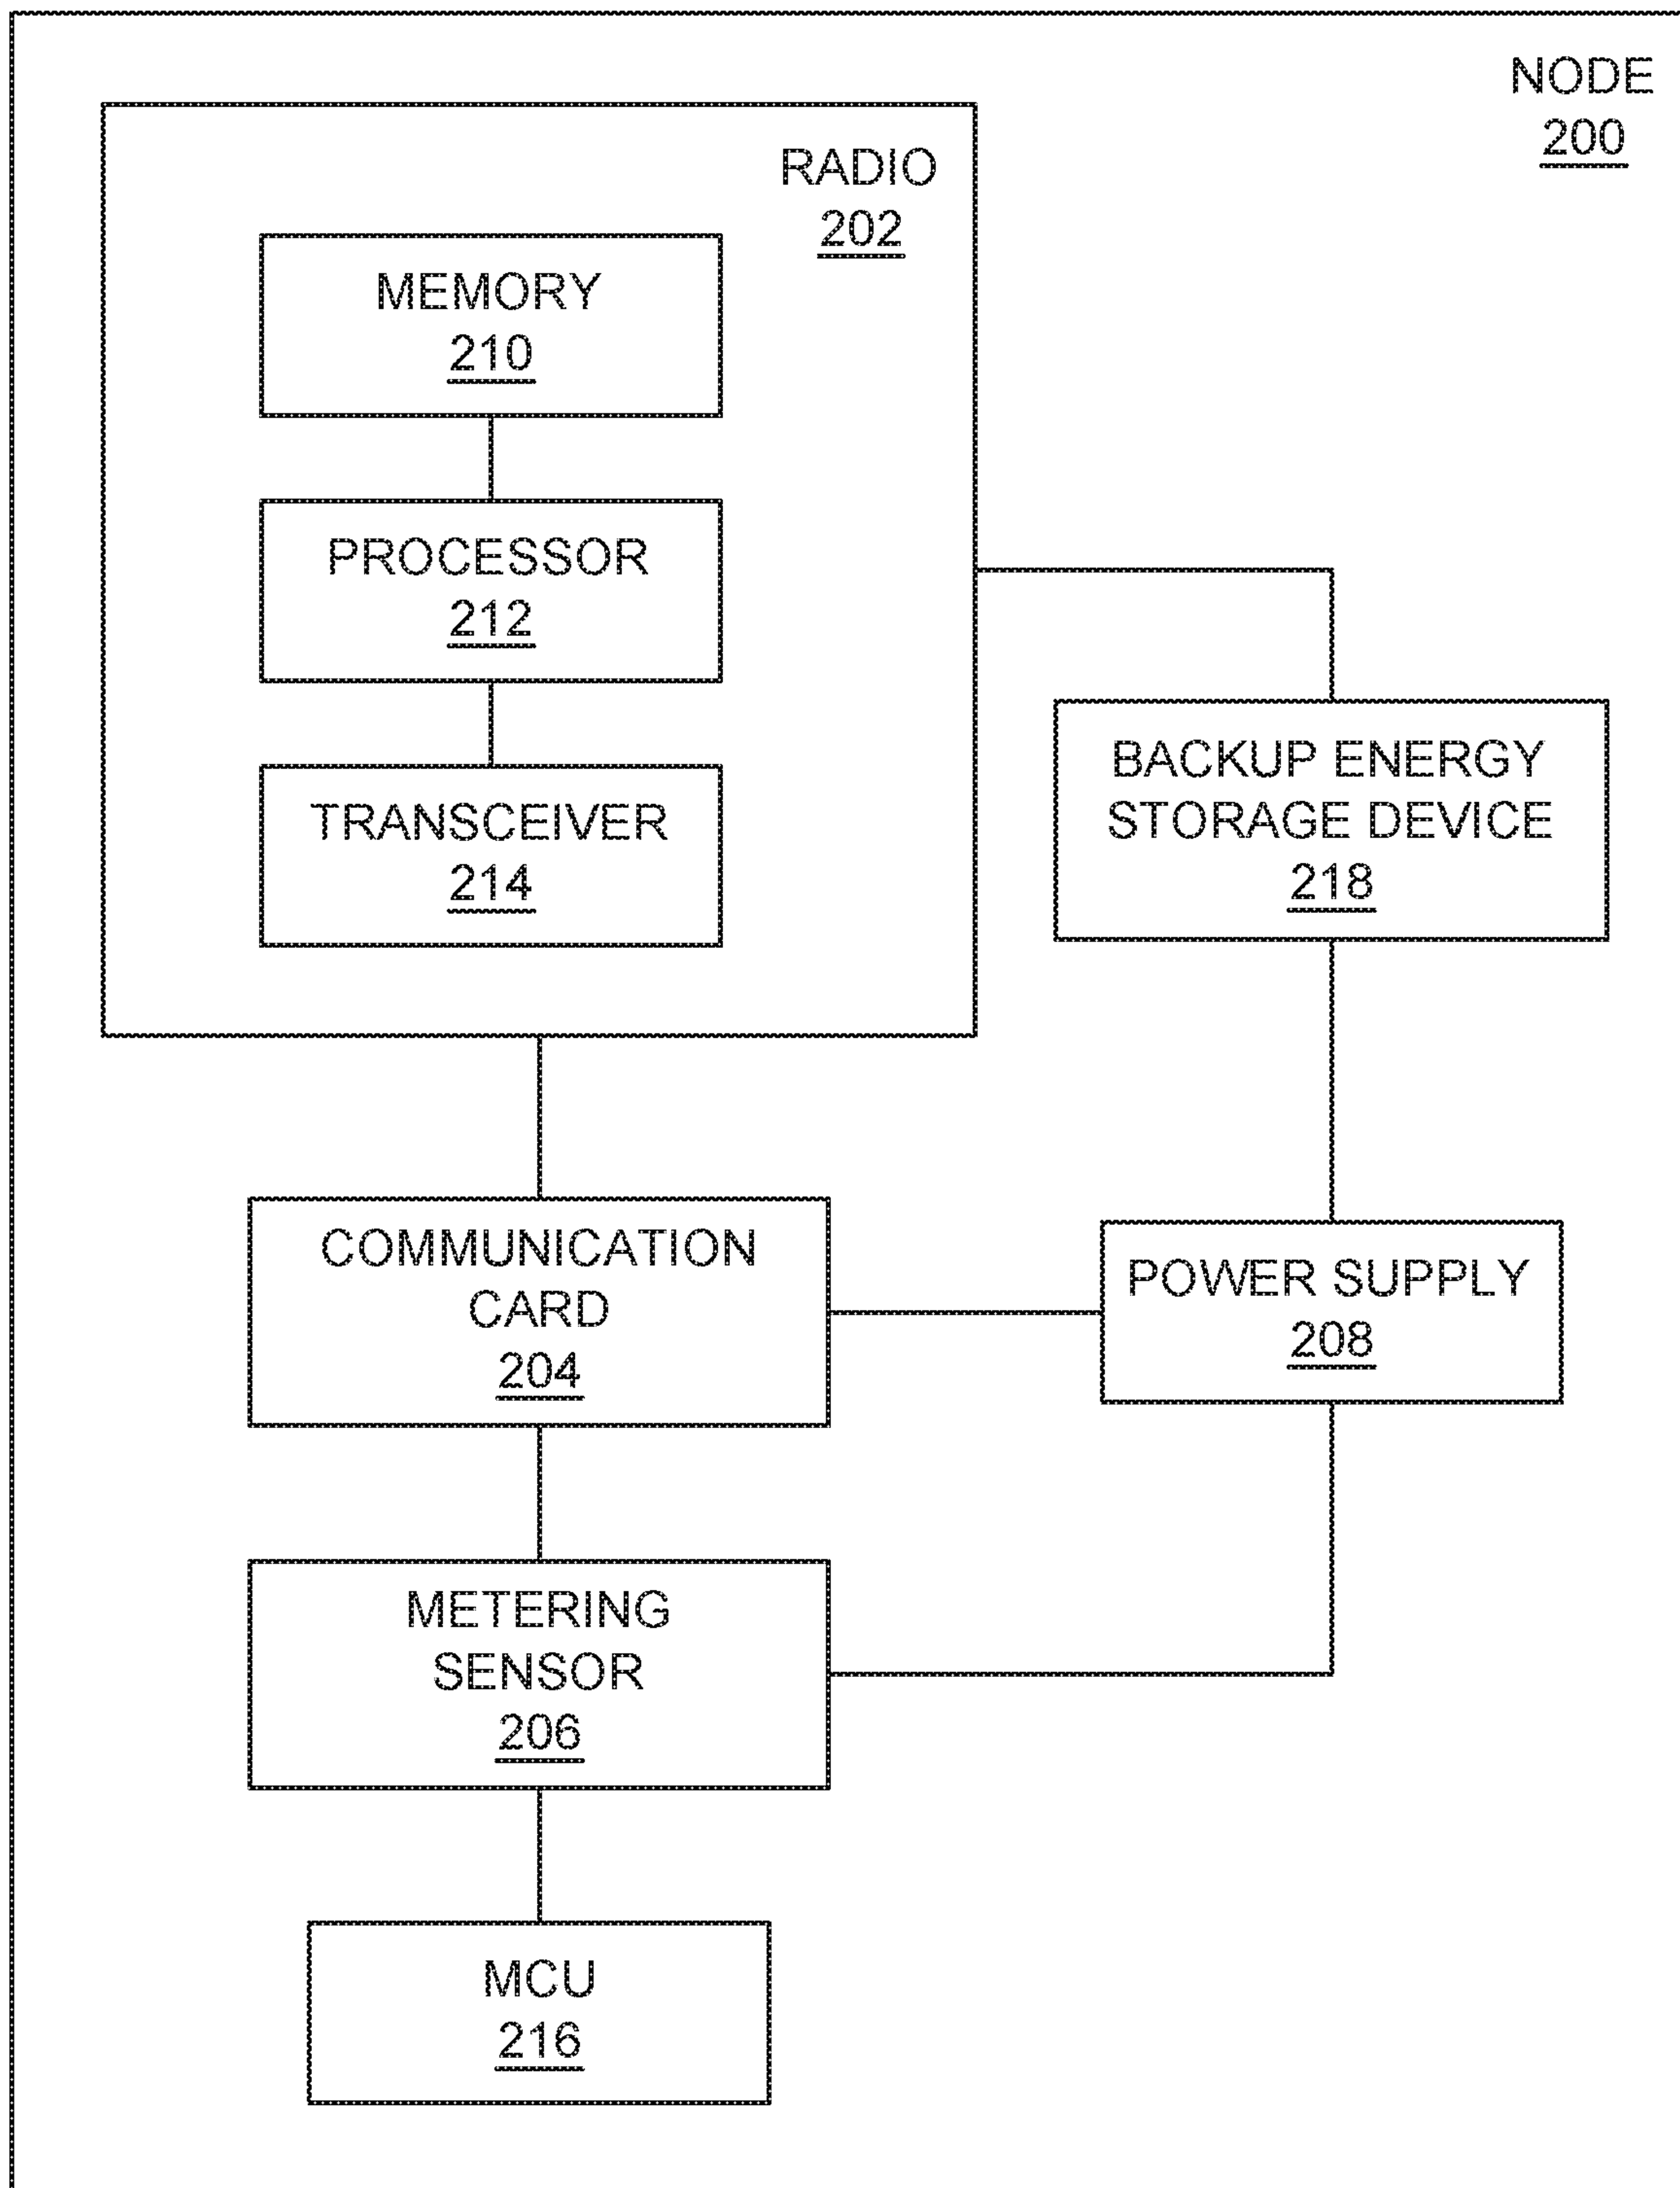 NODE
200
RADIO
202
MEMORY
210
PROCESSOR
212
TRANSCEIVER
214
BACKUP ENERGY
STORAGE DEVICE
218
COMMUNICATION
CARD
204
POWER SUPPLY
208
METERING
SENSOR
206
MCU
216